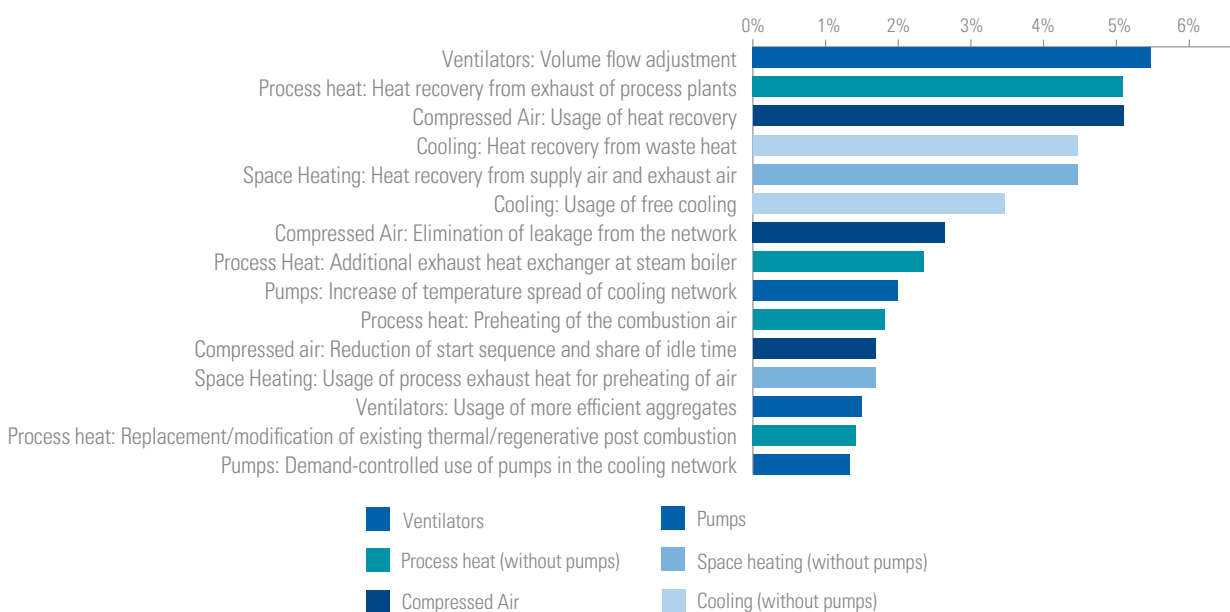 0% 1% 2% 3% 4% 5% 6%
Ventilators: Volume flow adjustment
Process heat: Heat recovery from exhaust of process plants
Compressed Air: Usage of heat recovery
Cooling: Heat recovery from waste heat
Space Heating: Heat recovery from supply air and exhaust air
Cooling: Usage of free cooling
Compressed Air: Elimination of leakage from the network
Process Heat: Additional exhaust heat exchanger at steam boiler
Pumps: Increase of temperature spread of cooling network
Process heat: Preheating of the combustion air
Compressed air: Reduction of start sequence and share of idle time
Space Heating: Usage of process exhaust heat for preheating of air
Ventilators: Usage of more efficient aggregates
Process heat: Replacement/modification of existing thermal/regenerative post combustion
Pumps: Demand-controlled use of pumps in the cooling network
Ventilators
Process heat (without pumps)
Compressed Air
Pumps
Space heating (without pumps)
Cooling (without pumps)